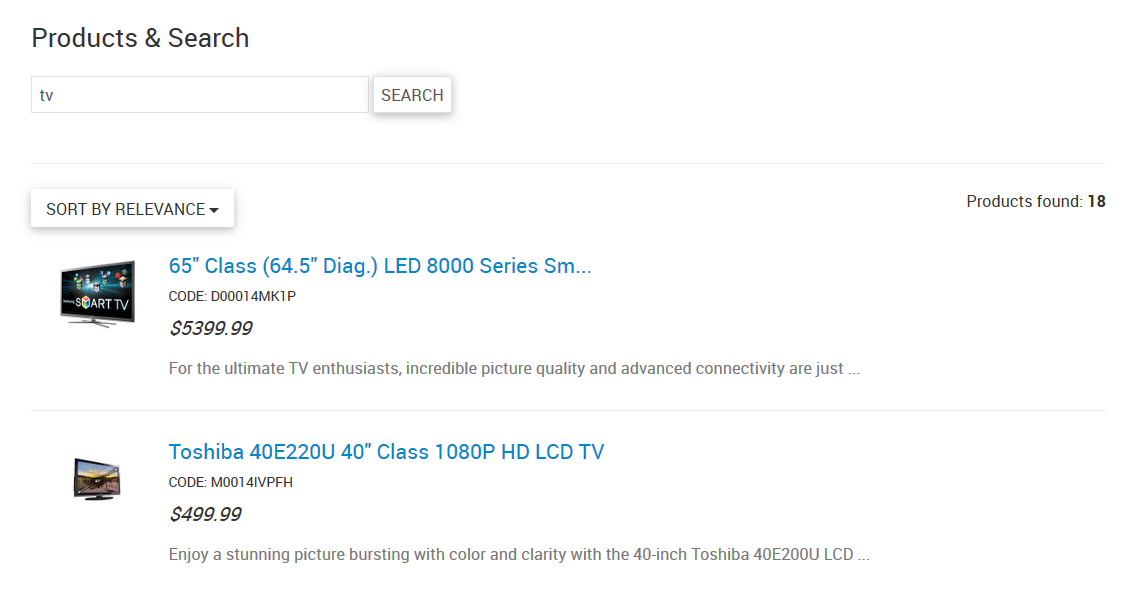 Products & Search
tv
SEARCH
SORT BY RELEVANCE
Products found: 18
SMART TV
65" Class (64.5" Diag.) LED 8000 Series Sm...
CODE: D00014MK1P
$5399.99
For the ultimate TV enthusiasts, incredible picture quality and advanced connectivity are just ...
Toshiba 40E220U 40" Class 1080P HD LCD TV
CODE: M0014IVPFH
$499.99
Enjoy a stunning picture bursting with color and clarity with the 40-inch Toshiba 40E200U LCD ...